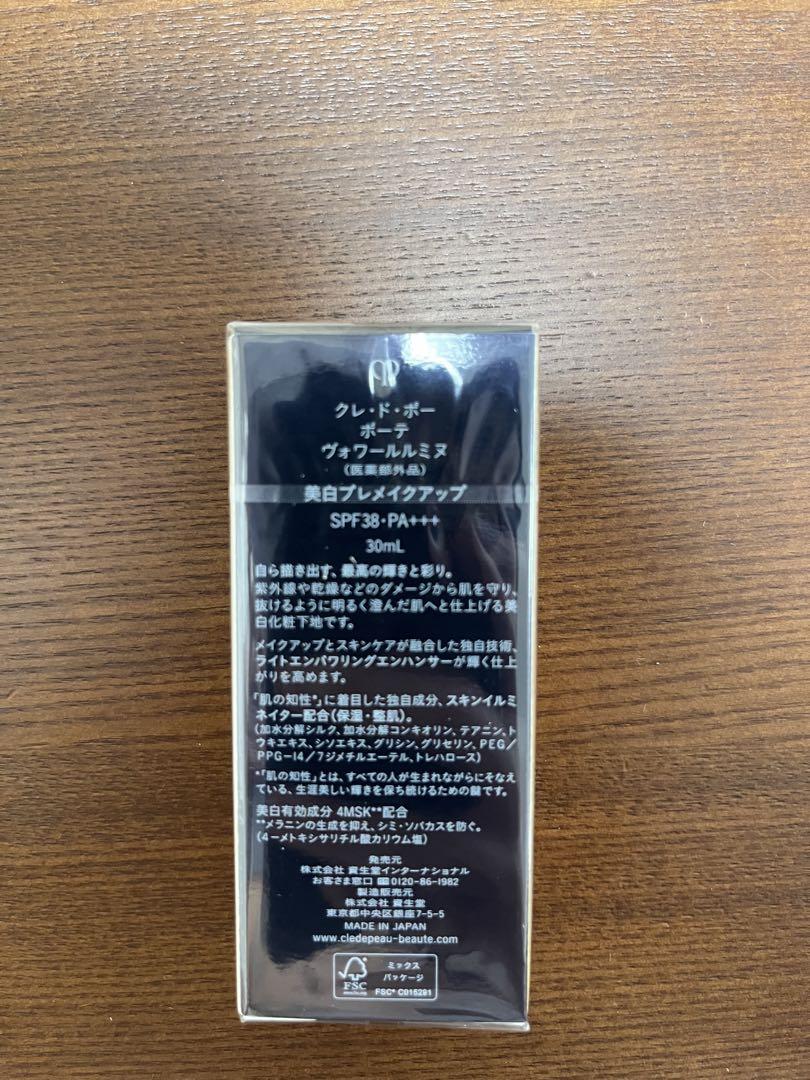 クレ・ド・ポー
ボーテ
ヴォワールルミヌ
（医薬部外品）
美白プレメイクアップ
SPF38・PA+++
30mL
自ら描き出す、最高の輝きと彩り。
紫外線や乾燥などのダメージから肌を守り、
抜けるように明るく澄んだ肌へと仕上げる美
白化粧下地です。
メイクアップとスキンケアが融合した独自技術、
ライトエンパワリングエンハンサーが輝く仕上
がりを高めます。
「肌の知性*」に着目した独自成分、スキンイルミ
ネイター配合（保湿・整肌）。
（加水分解シルク、加水分解コンキオリン、テアニン、ト
ウキエキス、シソエキス、グリシン、グリセリン、PEG／
PPG-14／7ジメチルエーテル、トレハロース）
*「肌の知性」とは、すべての人が生まれながらにそなえ
ている、生涯美しい輝きを保ち続けるための鍵です。
美白有効成分 4MSK**配合
**メラニンの生成を抑え、シミ・ソバカスを防ぐ。
（4-メトキシサリチル酸カリウム塩）
発売元
株式会社 資生堂インターナショナル
お客さま窓口 0120-86-1982
製造販売元
株式会社 資生堂
東京都中央区銀座7-5-5
MADE IN JAPAN
www.cledepeau-beaute.com
FSC
ミックス
パッケージ
FSC® C015291